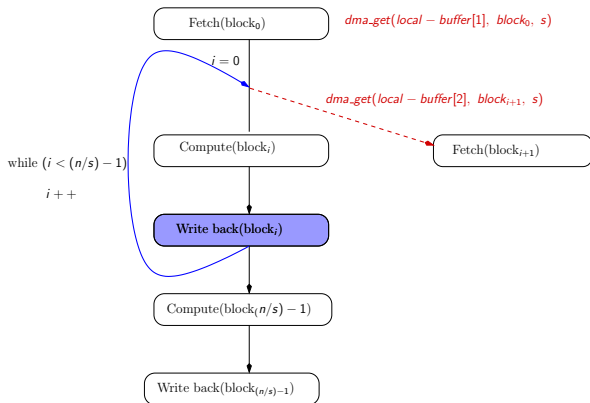 Fetch(block₀)
dma_get(local − buffer[1], block₀, s)
i = 0
dma_get(local − buffer[2], block_{i+1}, s)
Compute(block_i)
Fetch(block_{i+1})
while (i < (n/s) − 1)
i + +
Write back(block_i)
Compute(block_(n/s) − 1)
Write back(block_{(n/s)−1})